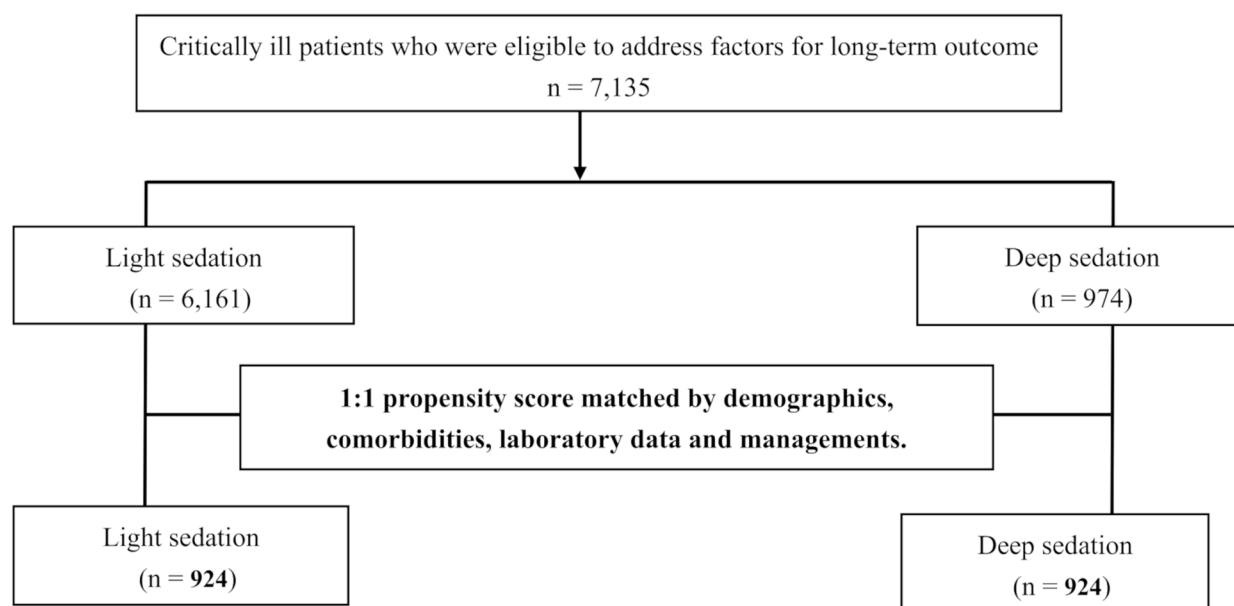 Critically ill patients who were eligible to address factors for long-term outcome
n = 7,135
Light sedation
(n = 6,161)
Deep sedation
(n = 974)
1:1 propensity score matched by demographics,
comorbidities, laboratory data and managements.
Light sedation
(n = 924)
Deep sedation
(n = 924)